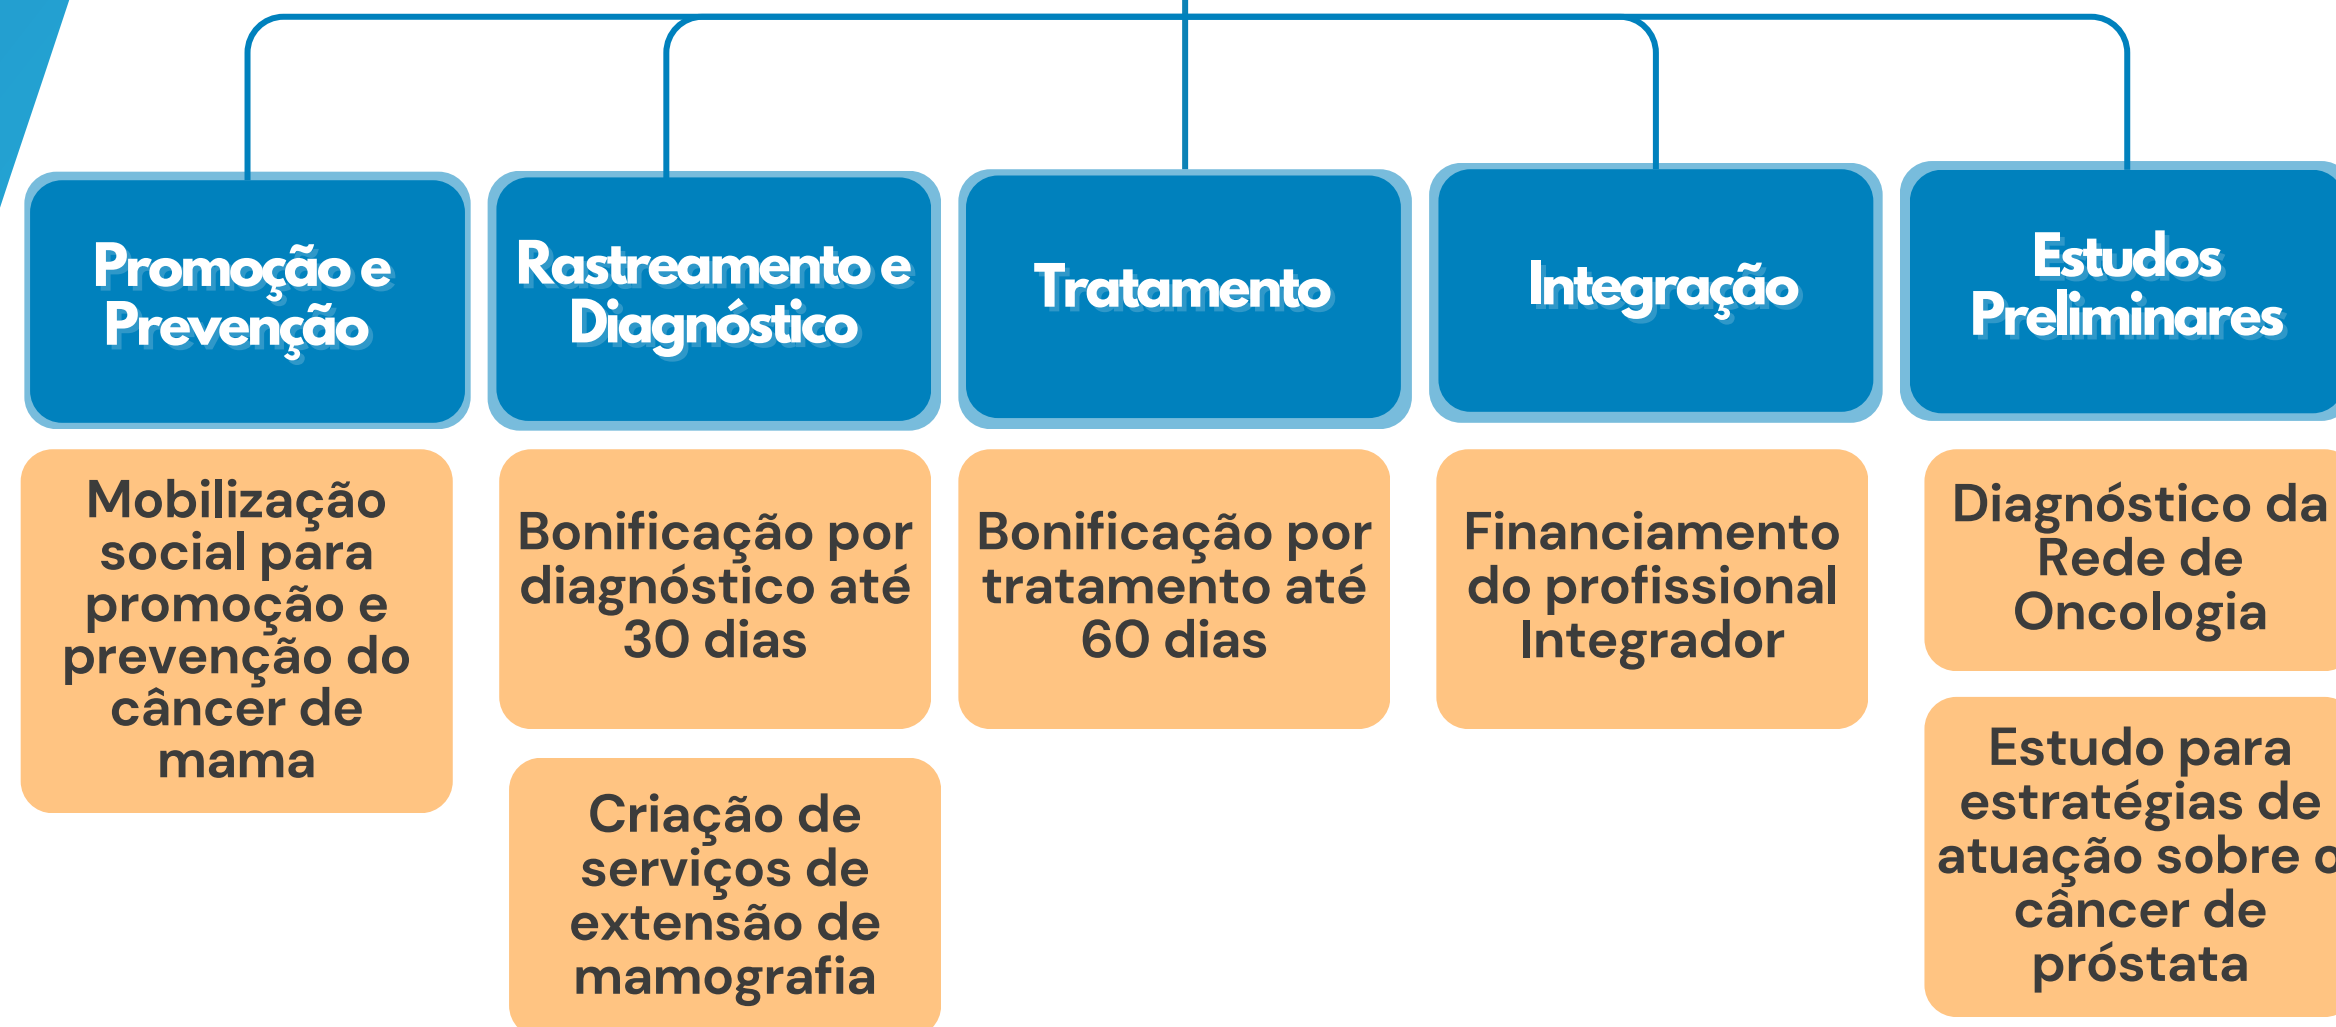 Promoção e
Prevenção
Rastreamento e
Diagnóstico
Tratamento
Integração
Estudos
Preliminares
Mobilização
social para
promoção e
prevenção do
câncer de
mama
Bonificação por
diagnóstico até
30 dias
Criação de
serviços de
extensão de
mamografia
Bonificação por
tratamento até
60 dias
Financiamento
do profissional
Integrador
Diagnóstico da
Rede de
Oncologia
Estudo para
estratégias de
atuação sobre o
câncer de
próstata